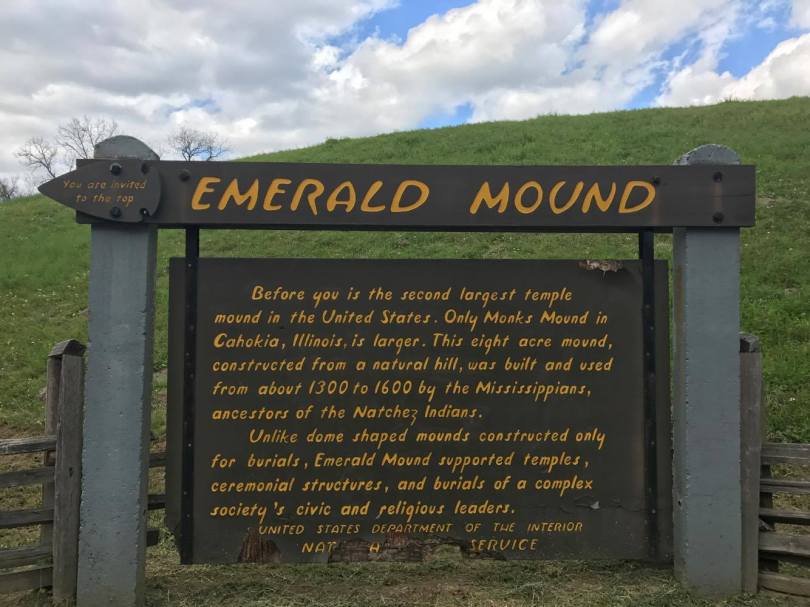 You are invited
to the top
EMERALD MOUND
Before you is the second largest temple
mound in the United States. Only Monks Mound in
Cahokia, Illinois, is larger. This eight acre mound,
constructed from a natural hill, was built and used
from about 1300 to 1600 by the Mississippians,
ancestors of the Natchez Indians.
Unlike dome shaped mounds constructed only
for burials, Emerald Mound supported temples,
ceremonial structures, and burials of a complex
society's civic and religious leaders.
UNITED STATES DEPARTMENT OF THE INTERIOR
SERVICE